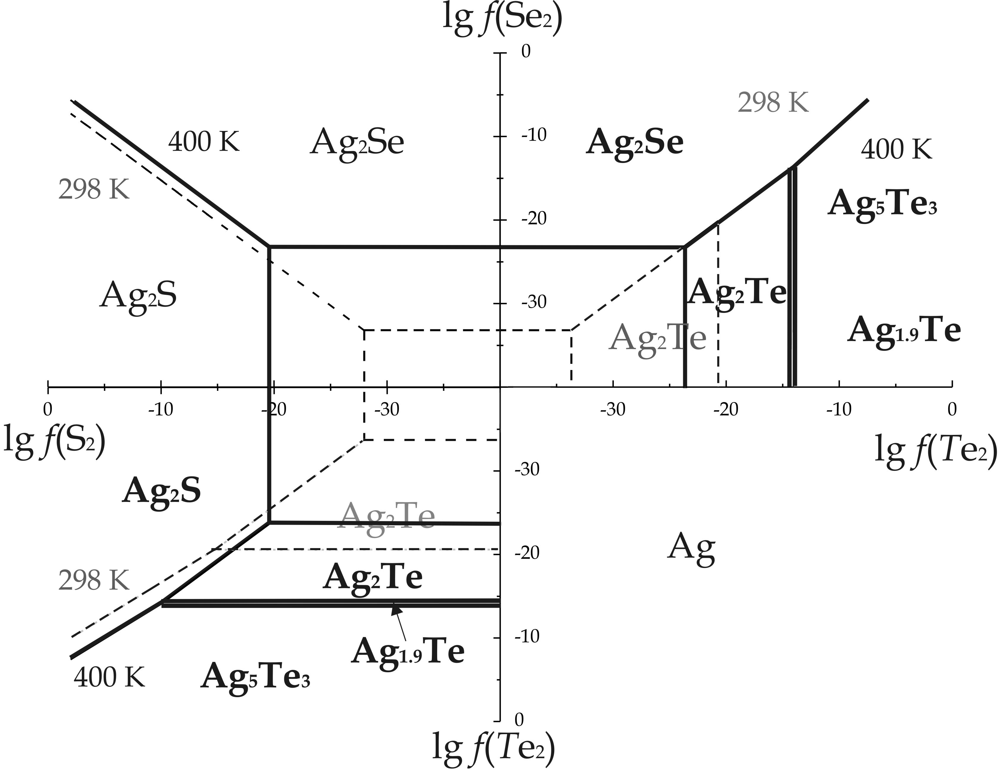 lg f(Se₂)
0
298 K
-10
400 K
Ag₂Se
Ag₂Se
400 K
298 K
Ag₅Te₃
-20
Ag₂S
Ag₂Te
-30
Ag₂Te
Ag₁.₉Te
0
-10
-20
-30
-30
-20
-10
0
lg f(S₂)
lg f(Te₂)
-30
Ag₂S
Ag₂Te
-20
Ag
298 K
Ag₂Te
-10
Ag₁.₉Te
400 K
Ag₅Te₃
0
lg f(Te₂)